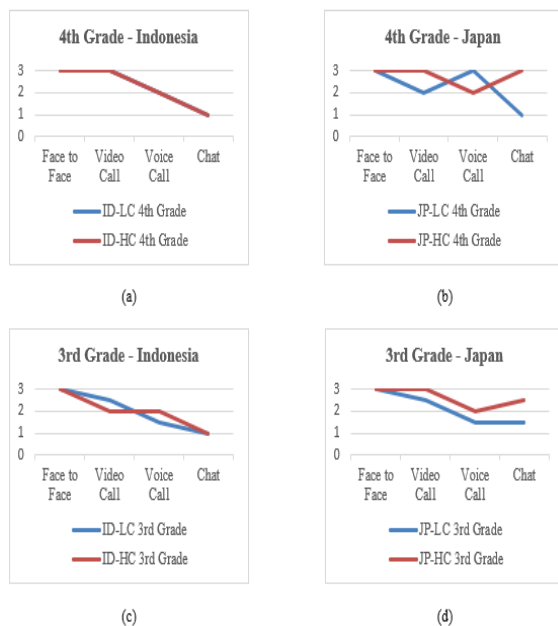 4th Grade - Indonesia
3
2
1
0
Face to Face
Video Call
Voice Call
Chat
ID-LC 4th Grade
ID-HC 4th Grade
(a)
4th Grade - Japan
3
2
1
0
Face to Face
Video Call
Voice Call
Chat
JP-LC 4th Grade
JP-HC 4th Grade
(b)
3rd Grade - Indonesia
3
2
1
0
Face to Face
Video Call
Voice Call
Chat
ID-LC 3rd Grade
ID-HC 3rd Grade
(c)
3rd Grade - Japan
3
2
1
0
Face to Face
Video Call
Voice Call
Chat
JP-LC 3rd Grade
JP-HC 3rd Grade
(d)